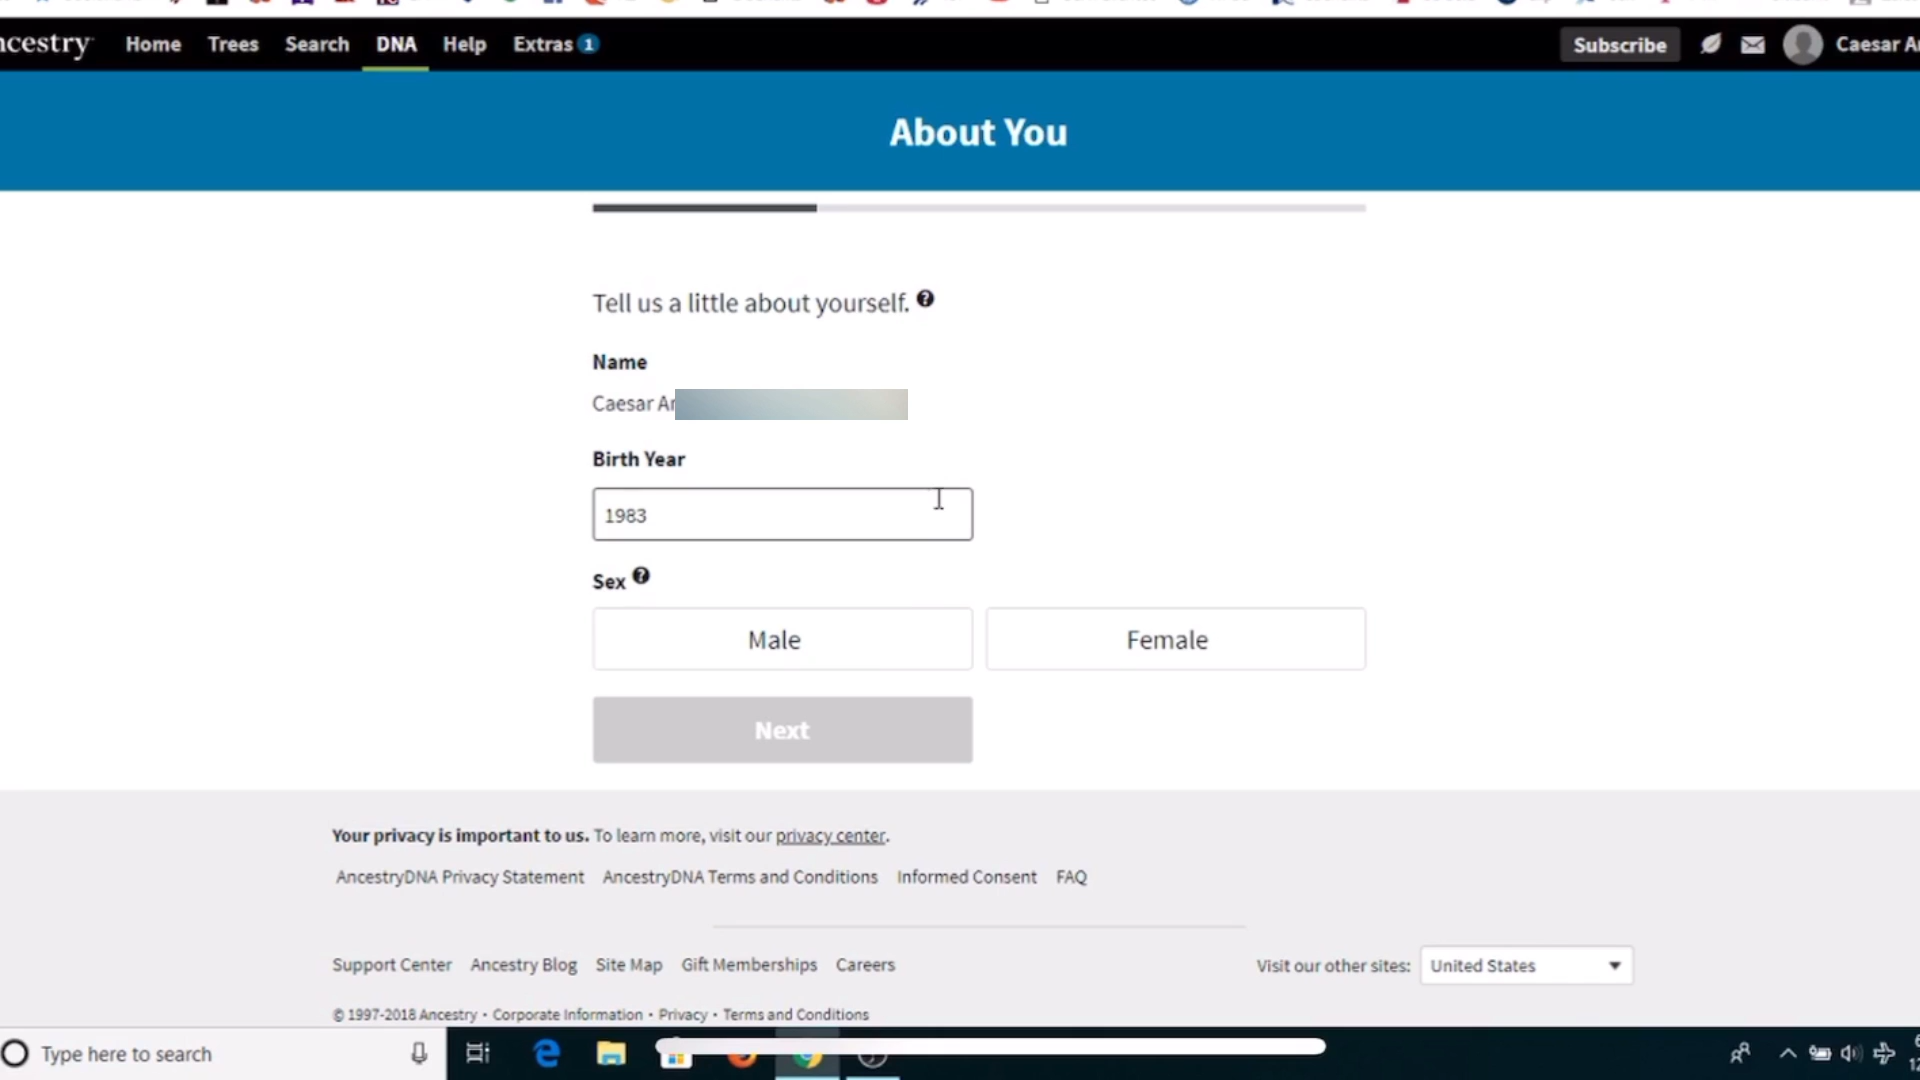 ncestry Home Trees Search DNA Help Extras 1 Subscribe Caesar A
About You
Tell us a little about yourself. ?
Name
Caesar Ar
Birth Year
1983
Sex ?
Male Female
Next
Your privacy is important to us. To learn more, visit our privacy center.
AncestryDNA Privacy Statement AncestryDNA Terms and Conditions Informed Consent FAQ
Support Center Ancestry Blog Site Map Gift Memberships Careers Visit our other sites: United States
© 1997-2018 Ancestry • Corporate Information • Privacy • Terms and Conditions
Type here to search